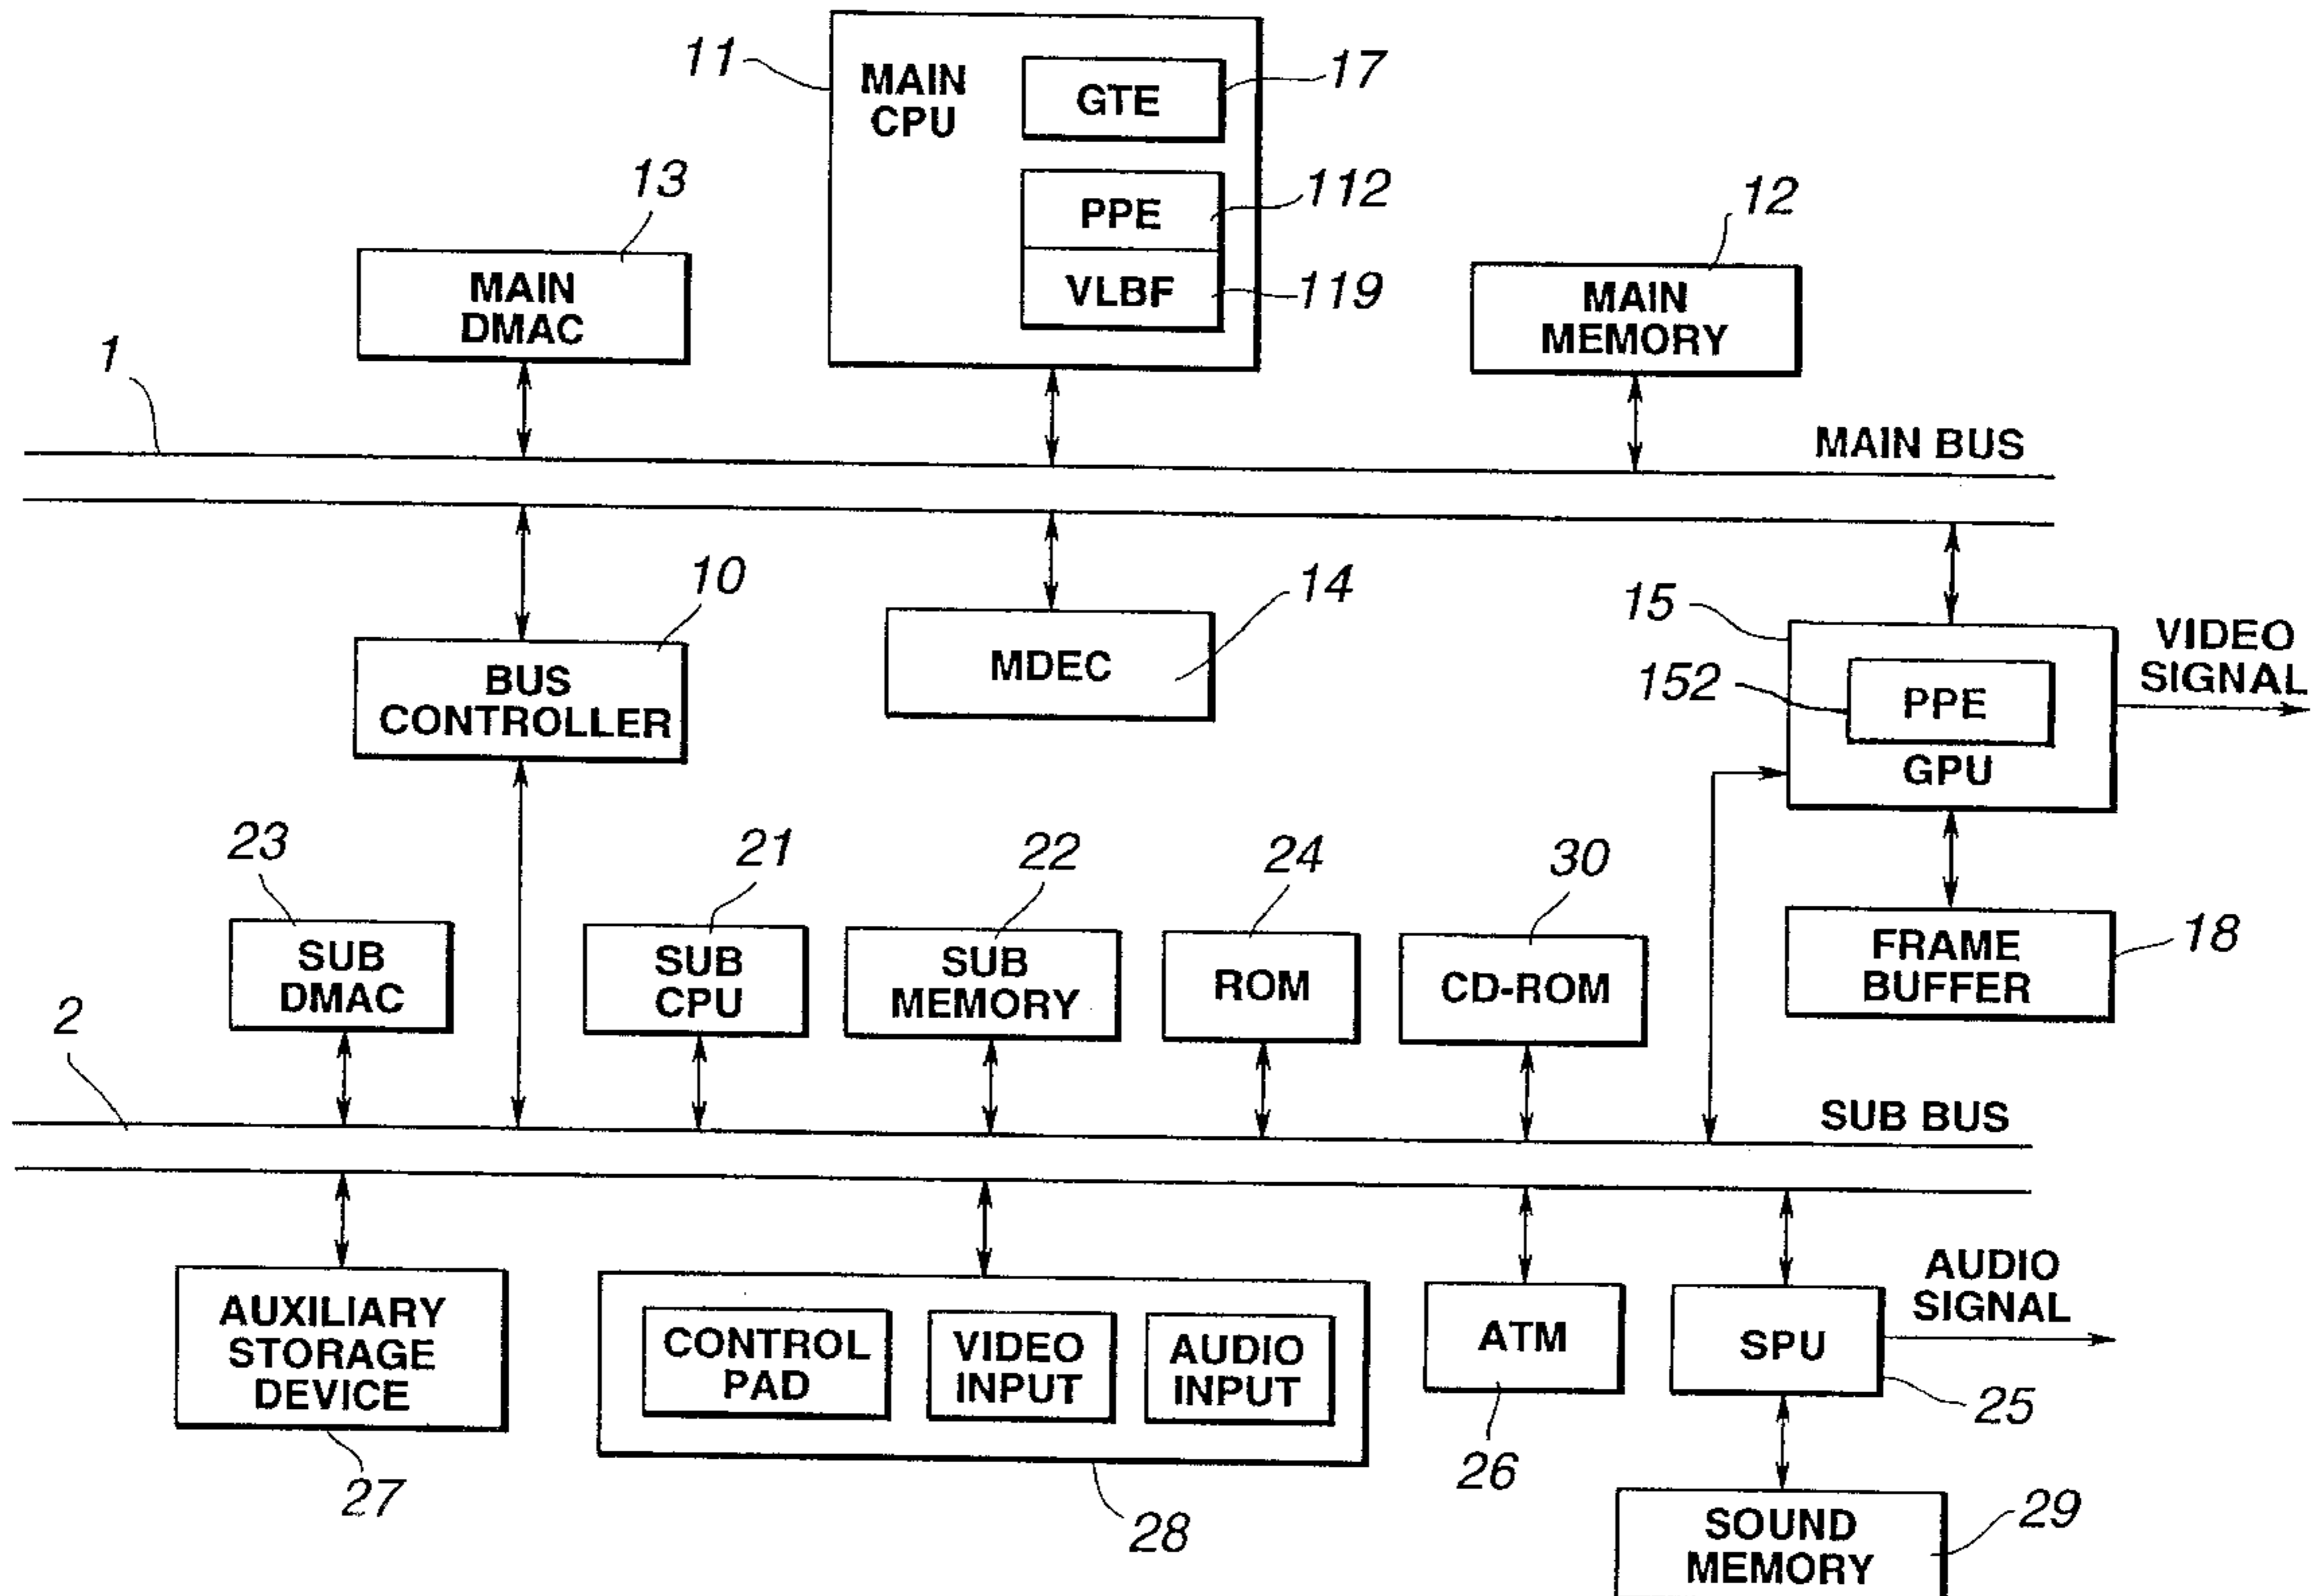 11
MAIN
CPU
GTE
17
PPE
112
VLBF
119
13
MAIN
DMAC
12
MAIN
MEMORY
1
MAIN BUS
10
BUS
CONTROLLER
14
MDEC
15
152
PPE
GPU
VIDEO
SIGNAL
23
SUB
DMAC
21
SUB
CPU
22
SUB
MEMORY
24
ROM
30
CD-ROM
FRAME
BUFFER
18
2
SUB BUS
AUXILIARY
STORAGE
DEVICE
27
CONTROL
PAD
VIDEO
INPUT
AUDIO
INPUT
28
ATM
26
SPU
25
AUDIO
SIGNAL
SOUND
MEMORY
29